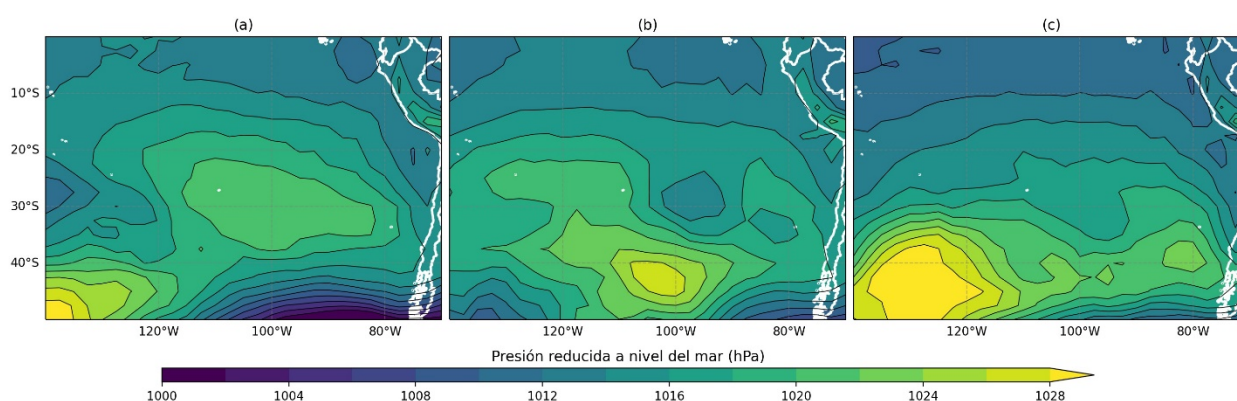 (a) (b) (c)
10°S
20°S
30°S
40°S
120°W 100°W 80°W 120°W 100°W 80°W 120°W 100°W 80°W
Presión reducida a nivel del mar (hPa)
1000 1004 1008 1012 1016 1020 1024 1028